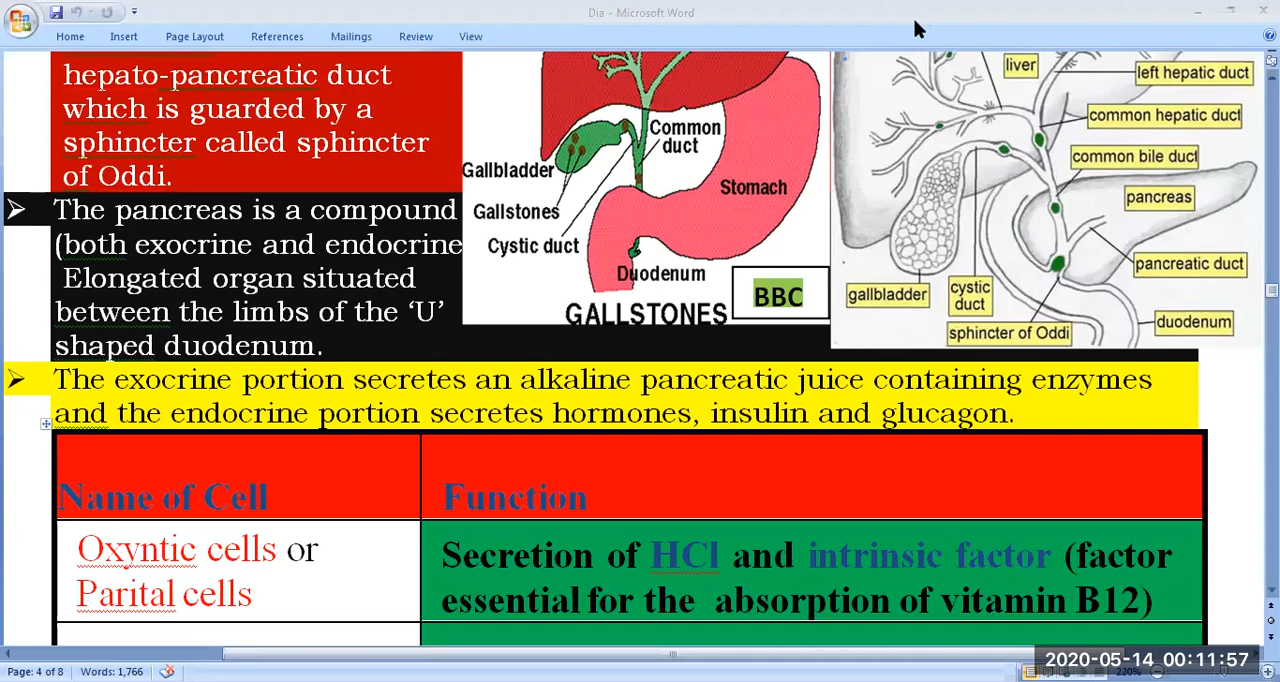 Dia - Microsoft Word
Home Insert Page Layout References Mailings Review View
hepato-pancreatic duct
which is guarded by a
sphincter called sphincter
of Oddi.
The pancreas is a compound
(both exocrine and endocrine
Elongated organ situated
between the limbs of the ‘U’
shaped duodenum.
Gallbladder
Gallstones
Cystic duct
Common
duct
Stomach
Duodenum
GALLSTONES
BBC
liver
left hepatic duct
common hepatic duct
common bile duct
pancreas
pancreatic duct
gallbladder
cystic
duct
sphincter of Oddi
duodenum
The exocrine portion secretes an alkaline pancreatic juice containing enzymes
and the endocrine portion secretes hormones, insulin and glucagon.
Name of Cell
Function
Oxyntic cells or
Parital cells
Secretion of HCl and intrinsic factor (factor
essential for the absorption of vitamin B12)
Page: 4 of 8 Words: 1,766
2020-05-14 00:11:57
220%